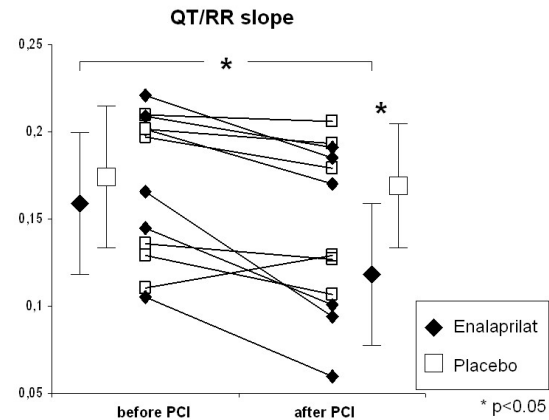 QT/RR slope
0,25
*
*
0,2
0,15
0,1
0,05
before PCI after PCI
Enalaprilat
Placebo
* p<0.05